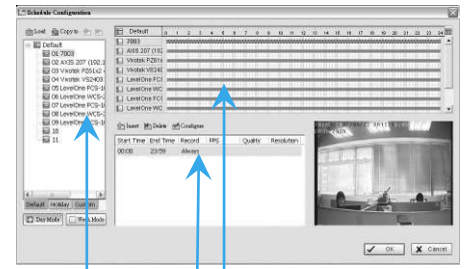 Schedule Configuration
Load Copy to
Default
01 7003
02 AXIS 207 (192.1
03 Vivotek PZ61x2
04 Vivotek VS2403
05 LevelOne FCS-1
06 LevelOne WCS-
07 LevelOne FCS-1
08 LevelOne WCS-2
09 LevelOne FCS-1
10
11
Default Holiday Custom
Day Mode Week Mode
Default 0 1 2 3 4 5 6 7 8 9 10 11 12 13 14 15 16 17 18 19 20 21 22 23 24
7003
AXIS 207 (192
Vivotek PZ61x
Vivotek VS240
LevelOne FCS
LevelOne WC
LevelOne FCS
LevelOne WC
Insert Delete Configure
Start Time End Time Record FPS Quality Resolution
00:00 23:59 Always
OK Cancel